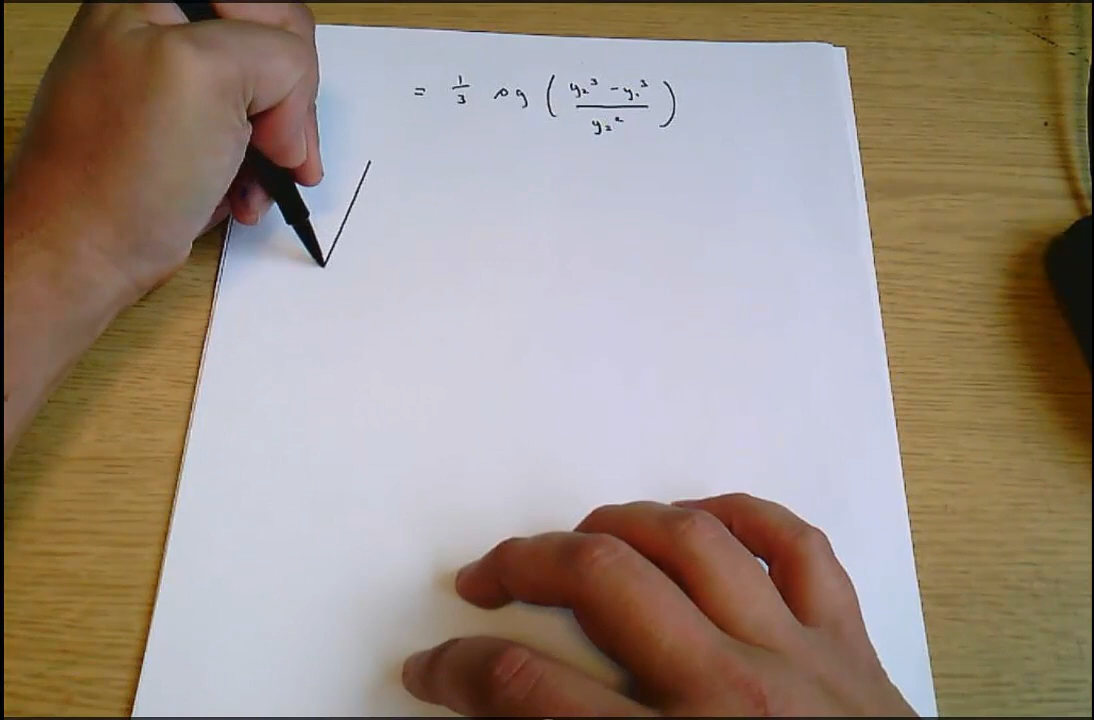 = 1/3 ρg ( (y₂³ - y₁³) / y₂² )